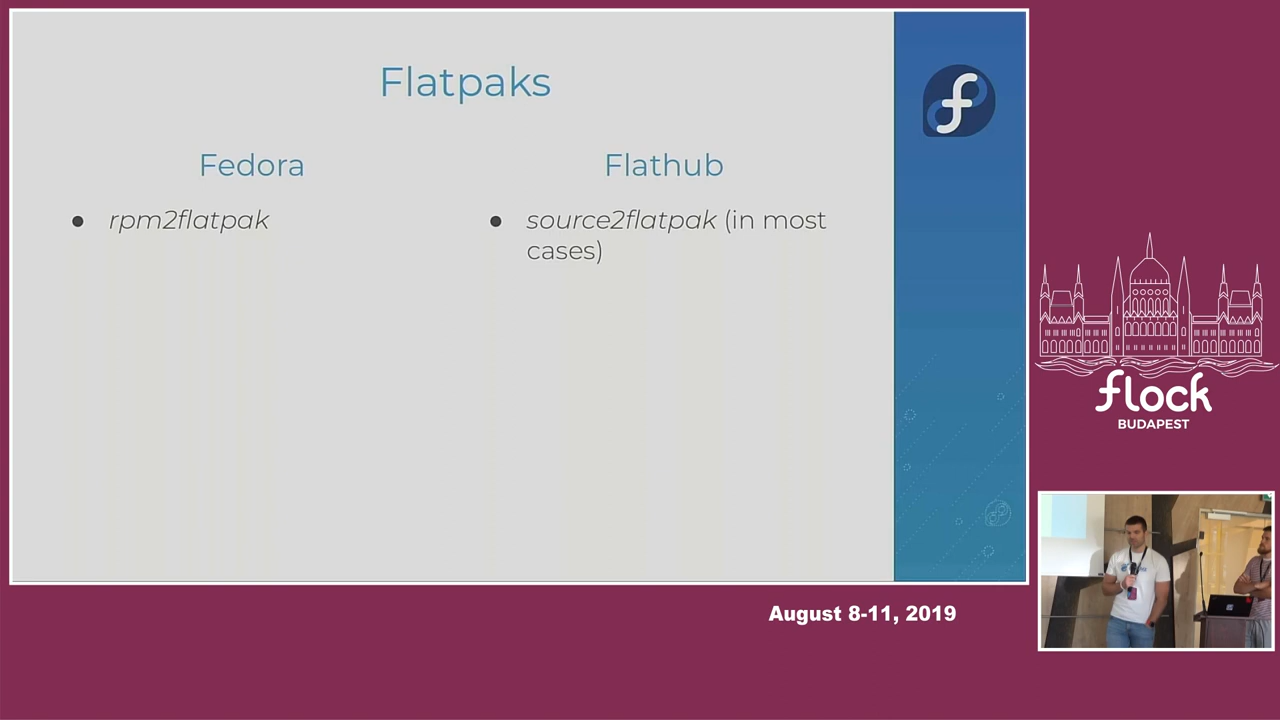 Flatpaks
Fedora
Flathub
● rpm2flatpak
● source2flatpak (in most
cases)
flock
BUDAPEST
August 8-11, 2019